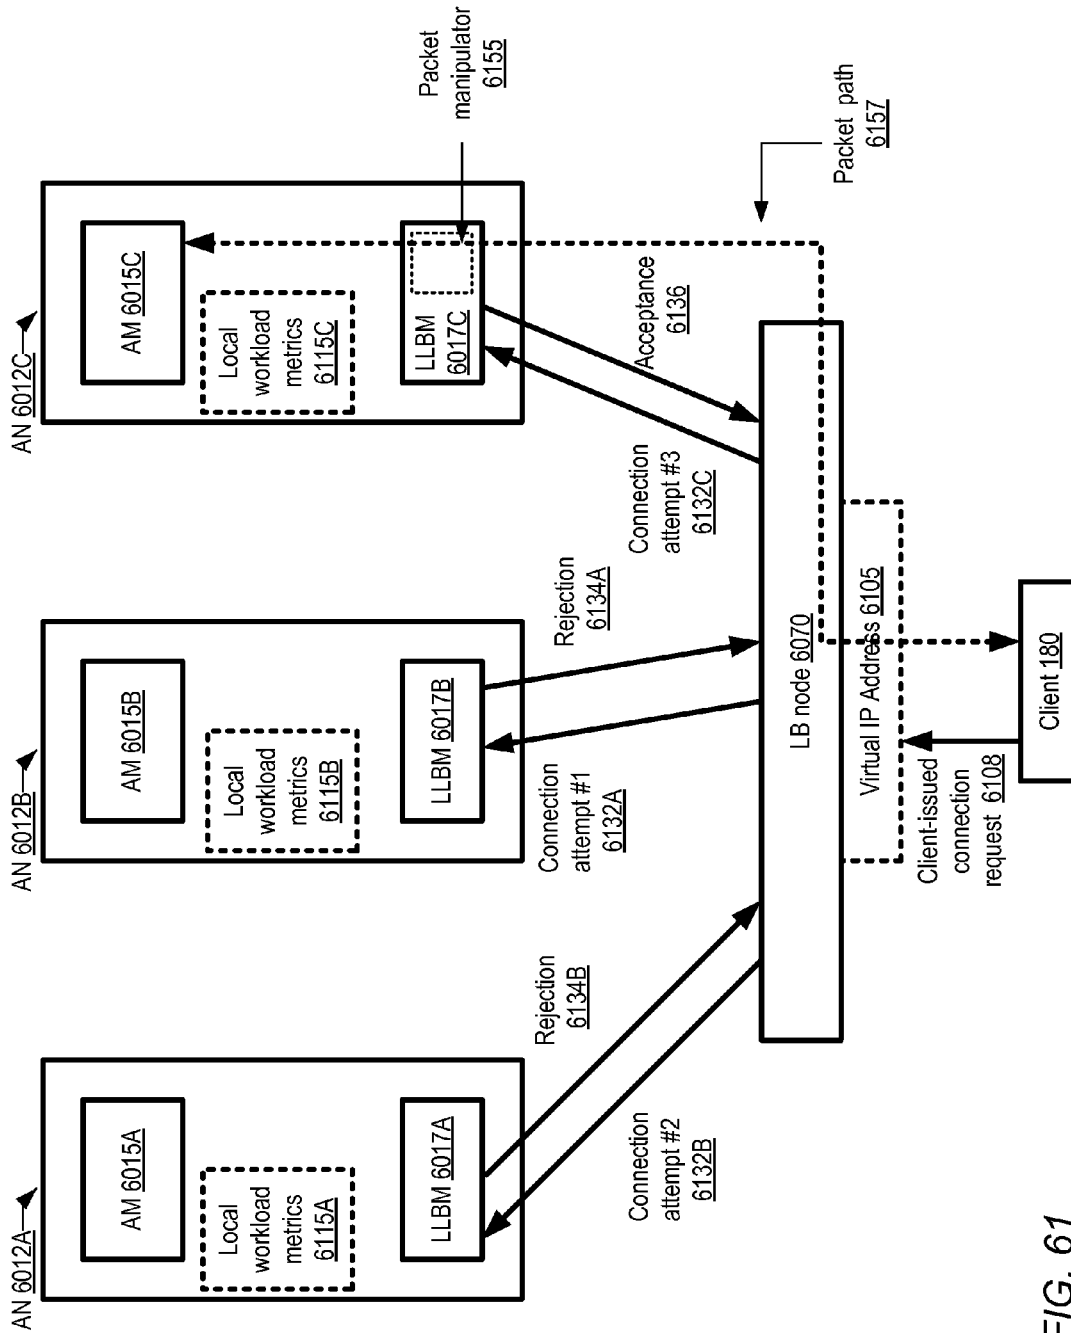 AN 6012A
AM 6015A
Local
workload
metrics
6115A
LLBM 6017A
AN 6012B
AM 6015B
Local
workload
metrics
6115B
LLBM 6017B
AN 6012C
AM 6015C
Local
workload
metrics
6115C
LLBM
6017C
Packet
manipulator
6155
Connection
attempt #2
6132B
Rejection
6134B
Connection
attempt #1
6132A
Rejection
6134A
Connection
attempt #3
6132C
Acceptance
6136
Packet path
6157
LB node 6070
Virtual IP Address 6105
Client-issued
connection
request 6108
Client 180
FIG. 61